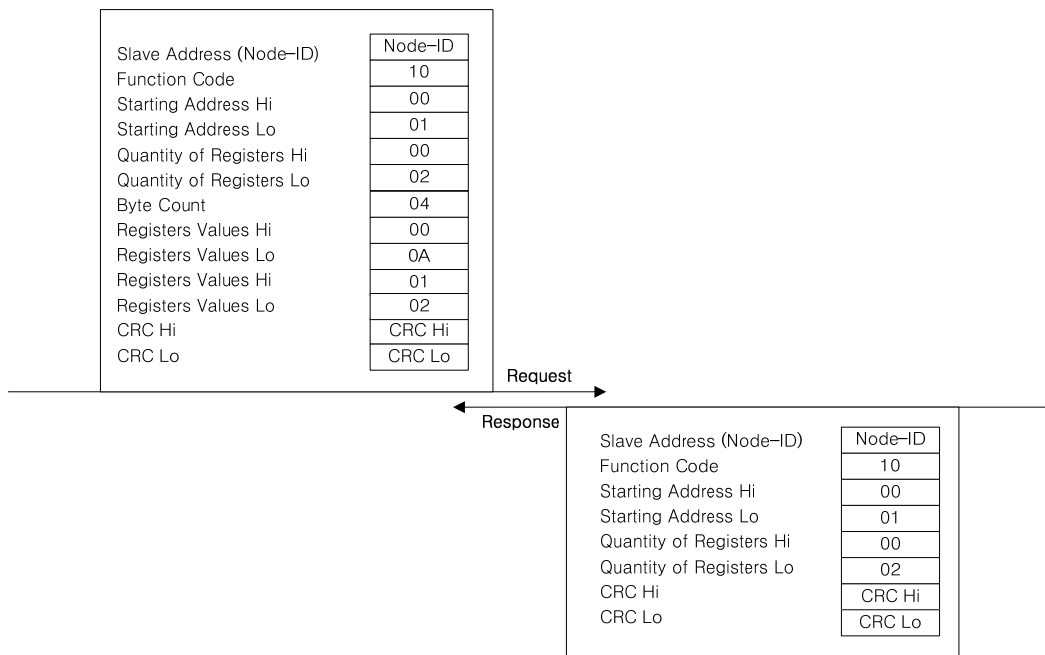 Slave Address (Node-ID) Node-ID
Function Code 10
Starting Address Hi 00
Starting Address Lo 01
Quantity of Registers Hi 00
Quantity of Registers Lo 02
Byte Count 04
Registers Values Hi 00
Registers Values Lo 0A
Registers Values Hi 01
Registers Values Lo 02
CRC Hi CRC Hi
CRC Lo CRC Lo
Request
Response
Slave Address (Node-ID) Node-ID
Function Code 10
Starting Address Hi 00
Starting Address Lo 01
Quantity of Registers Hi 00
Quantity of Registers Lo 02
CRC Hi CRC Hi
CRC Lo CRC Lo